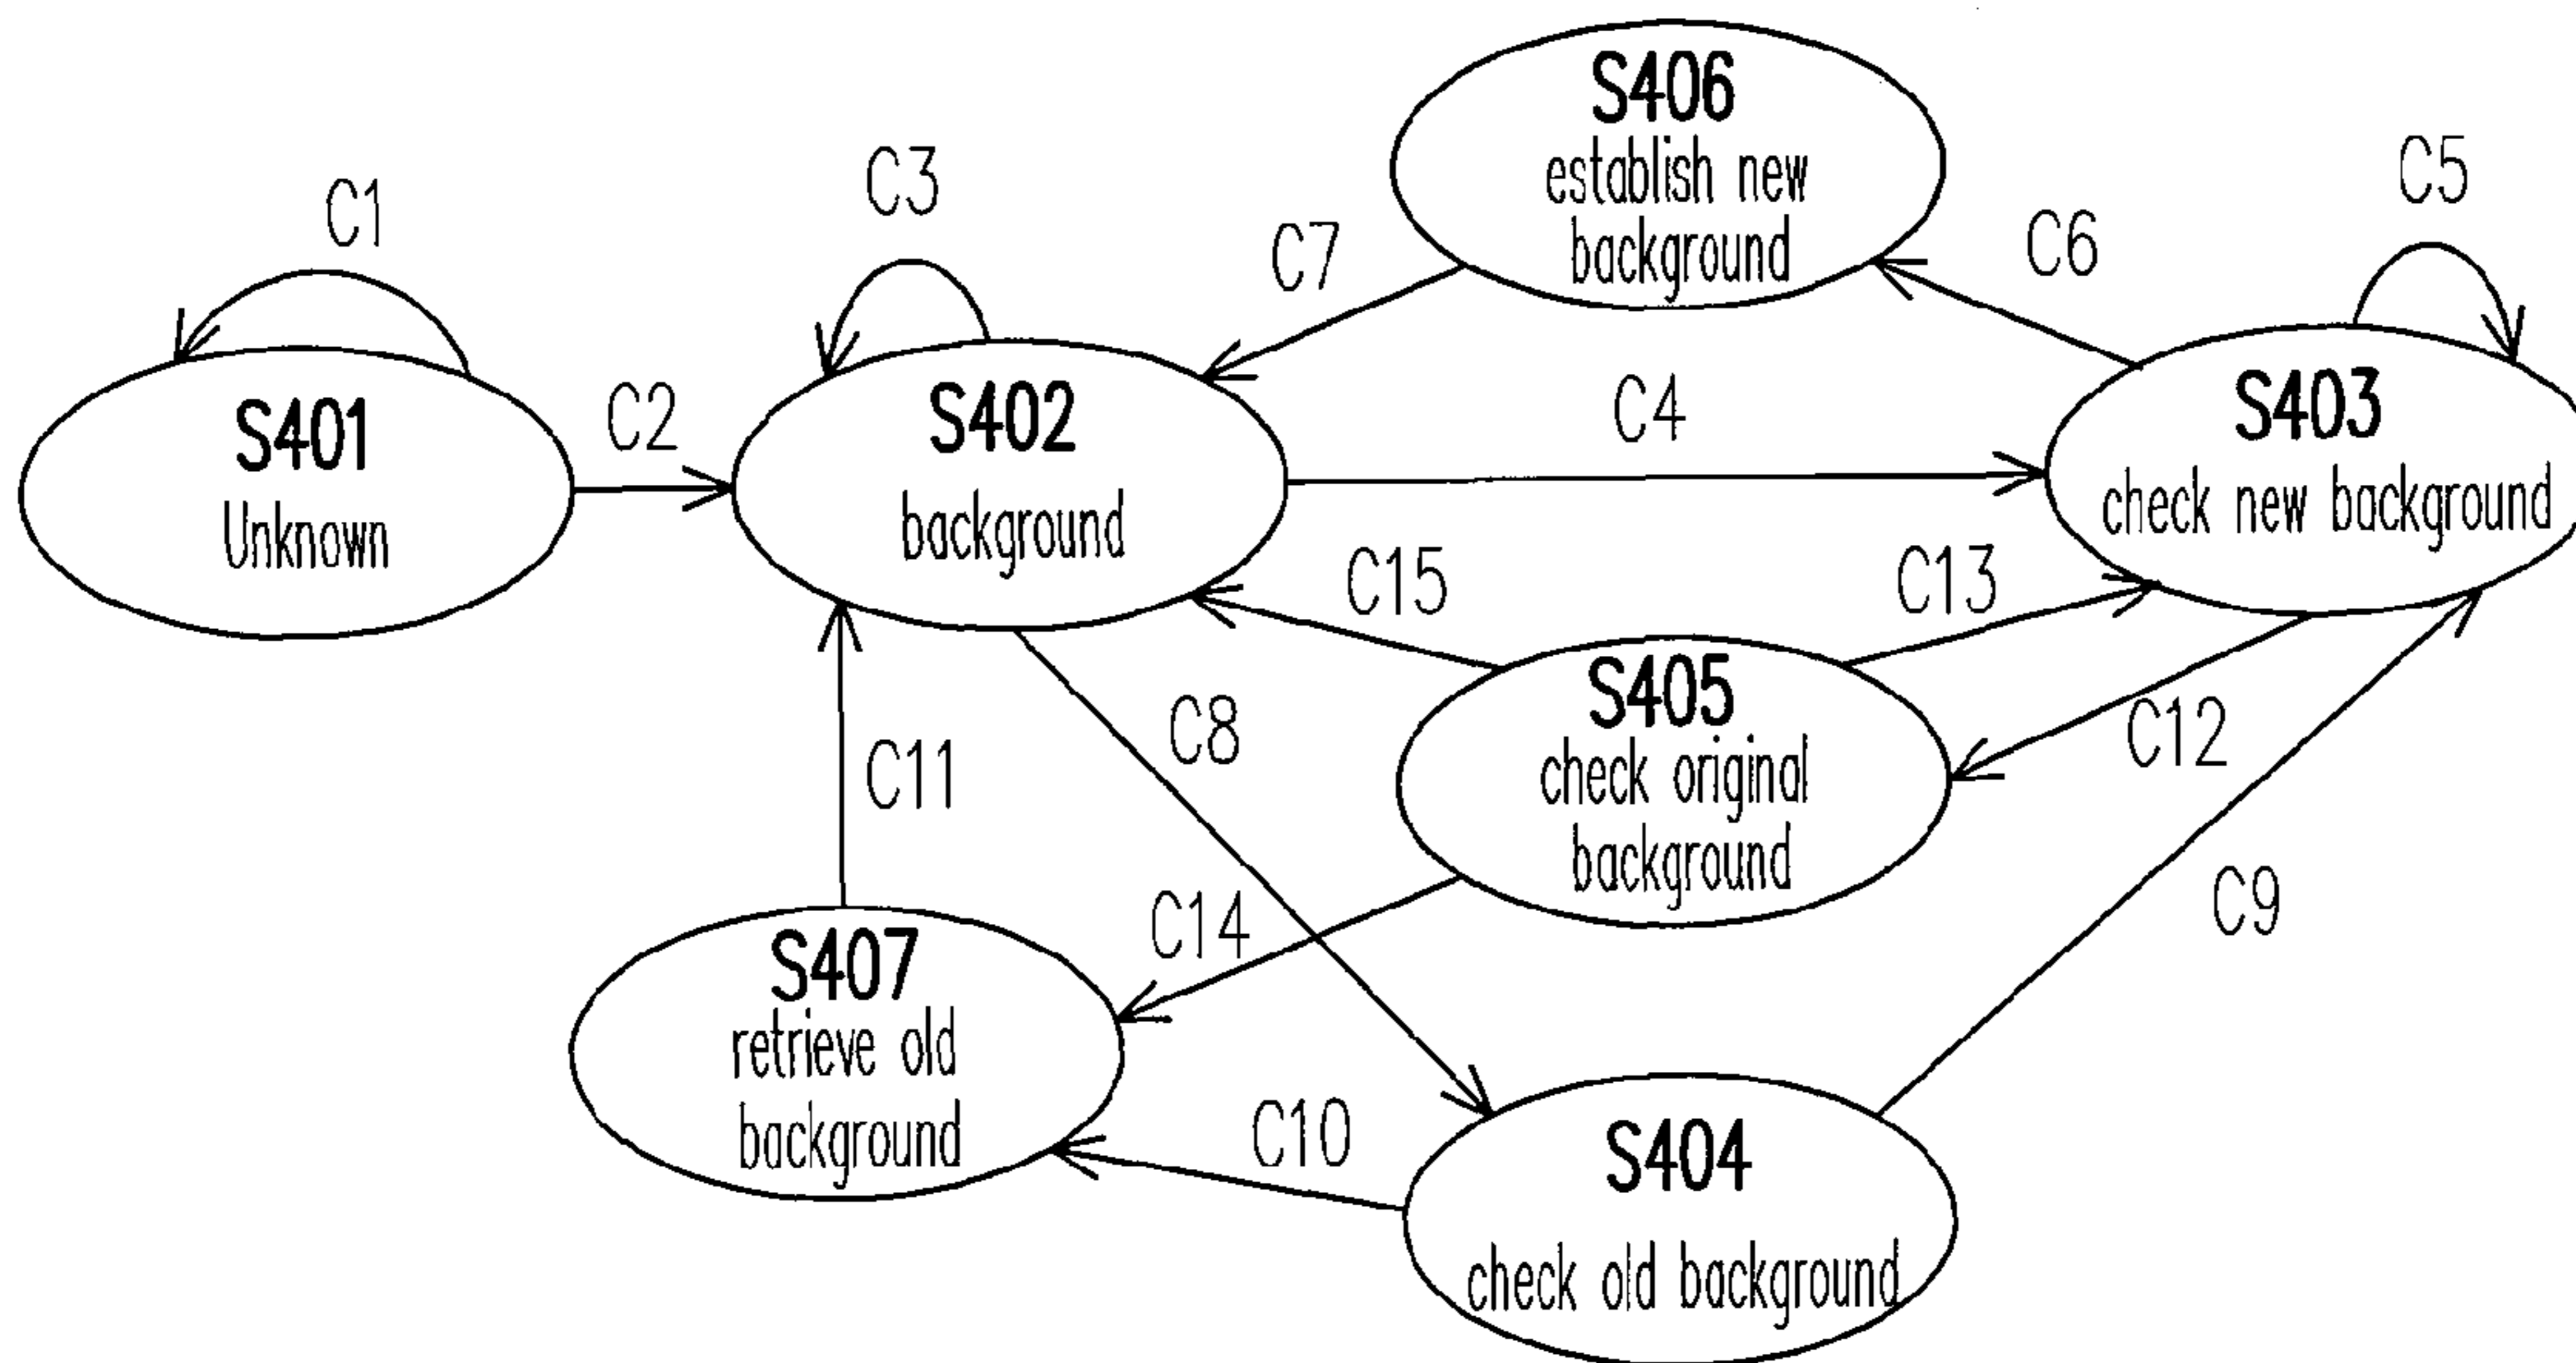 S406
establish new
background
C5
C3
C1
C7
C6
S401
Unknown
C2
S402
background
C4
S403
check new background
C15
C13
S405
check original
background
C8
C12
C11
C14
C9
S407
retrieve old
background
C10
S404
check old background